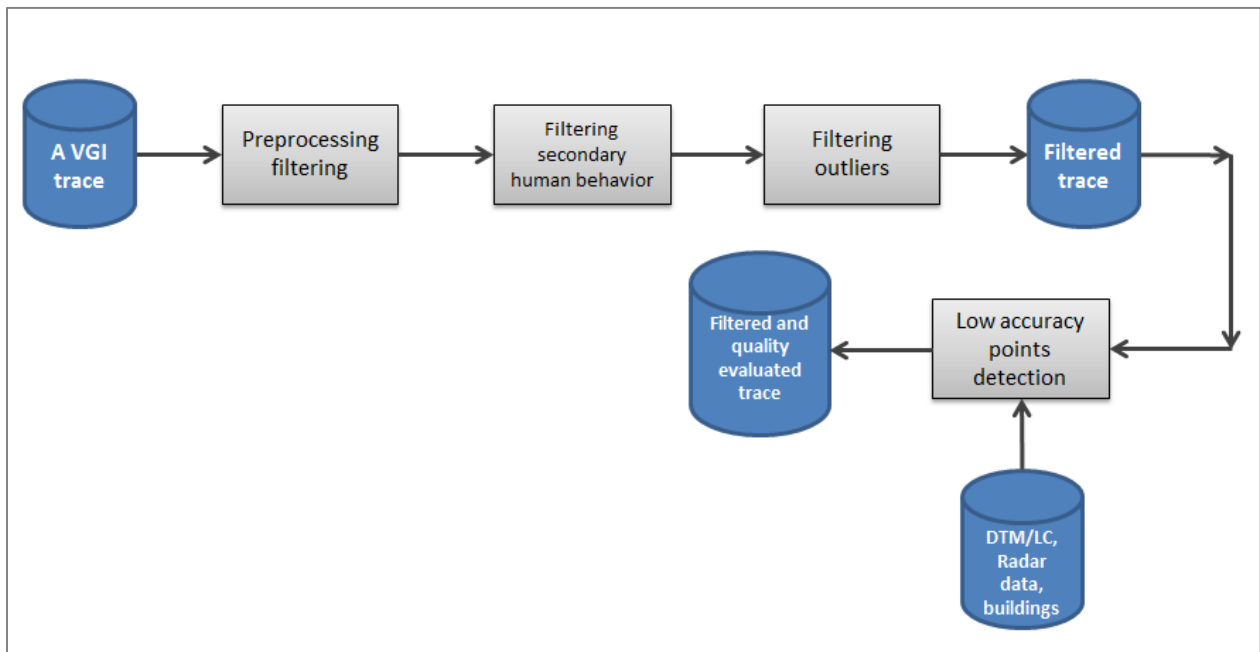 A VGI
trace
Preprocessing
filtering
Filtering
secondary
human behavior
Filtering
outliers
Filtered
trace
Filtered and
quality
evaluated
trace
Low accuracy
points
detection
DTM/LC,
Radar
data,
buildings